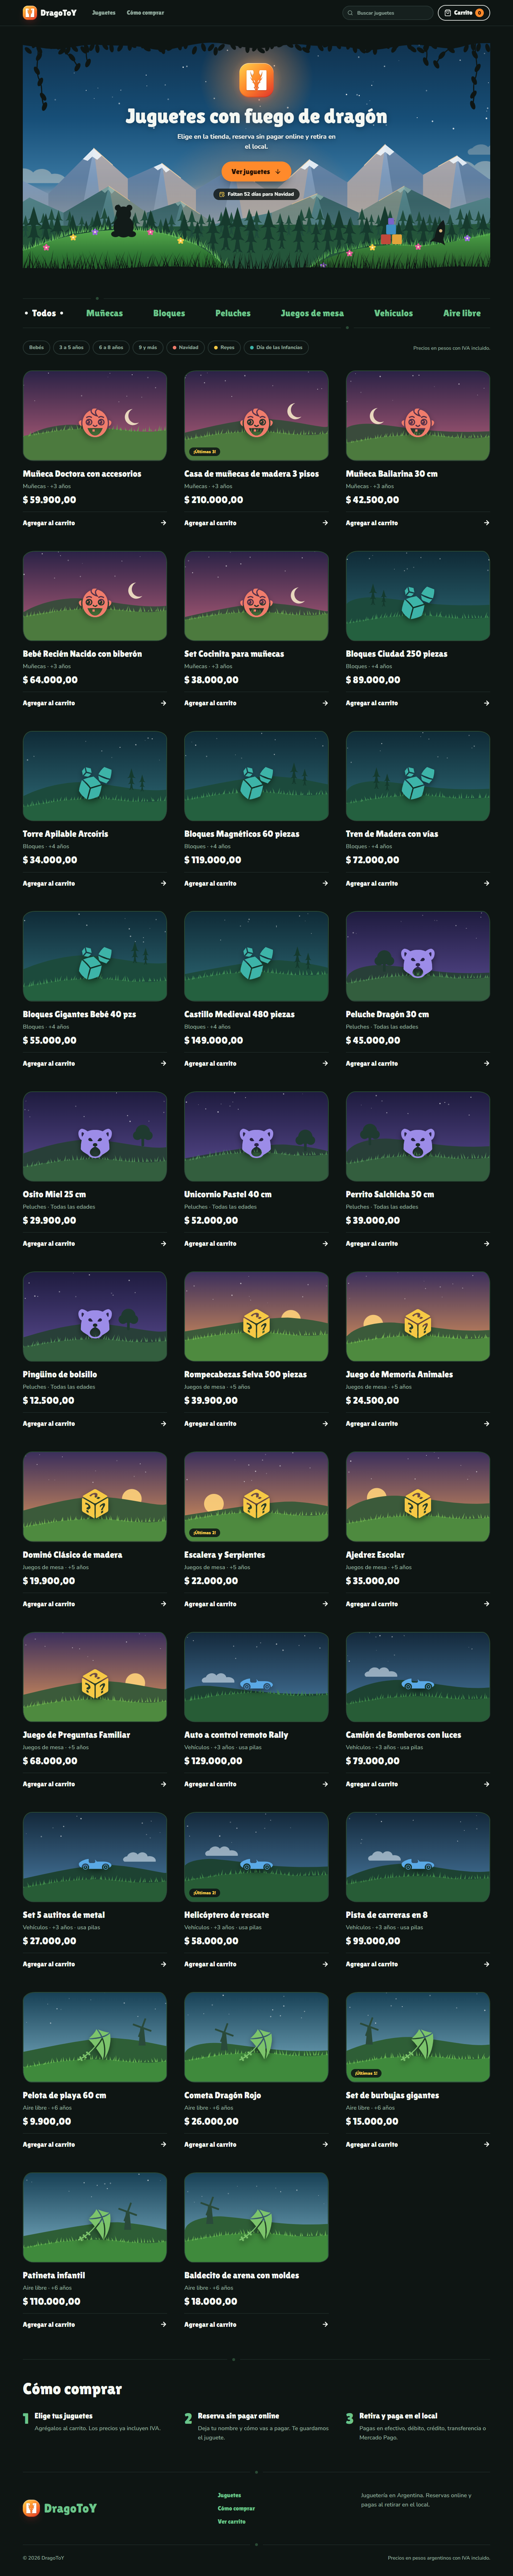 DragoToY
Juguetes
Cómo comprar
Buscar juguetes
Carrito 0
Juguetes con fuego de dragón
Elige en la tienda, reserva sin pagar online y retira en
el local.
Ver juguetes
Faltan 52 días para Navidad
Todos
Muñecas
Bloques
Peluches
Juegos de mesa
Vehículos
Aire libre
Bebés
3 a 5 años
6 a 8 años
9 y más
Navidad
Reyes
Día de las Infancias
Precios en pesos con IVA incluido.
Muñeca Doctora con accesorios
Muñecas · +3 años
$ 59.900,00
Agregar al carrito
¡Últimas 3!
Casa de muñecas de madera 3 pisos
Muñecas · +3 años
$ 210.000,00
Agregar al carrito
Muñeca Bailarina 30 cm
Muñecas · +3 años
$ 42.500,00
Agregar al carrito
Bebé Recién Nacido con biberón
Muñecas · +3 años
$ 64.000,00
Agregar al carrito
Set Cocinita para muñecas
Muñecas · +3 años
$ 38.000,00
Agregar al carrito
Bloques Ciudad 250 piezas
Bloques · +4 años
$ 89.000,00
Agregar al carrito
Torre Apilable Arcoíris
Bloques · +4 años
$ 34.000,00
Agregar al carrito
Bloques Magnéticos 60 piezas
Bloques · +4 años
$ 119.000,00
Agregar al carrito
Tren de Madera con vías
Bloques · +4 años
$ 72.000,00
Agregar al carrito
Bloques Gigantes Bebé 40 pzs
Bloques · +4 años
$ 55.000,00
Agregar al carrito
Castillo Medieval 480 piezas
Bloques · +4 años
$ 149.000,00
Agregar al carrito
Peluche Dragón 30 cm
Peluches · Todas las edades
$ 45.000,00
Agregar al carrito
Osito Miel 25 cm
Peluches · Todas las edades
$ 29.900,00
Agregar al carrito
Unicornio Pastel 40 cm
Peluches · Todas las edades
$ 52.000,00
Agregar al carrito
Perrito Salchicha 50 cm
Peluches · Todas las edades
$ 39.000,00
Agregar al carrito
Pingüino de bolsillo
Peluches · Todas las edades
$ 12.500,00
Agregar al carrito
Rompecabezas Selva 500 piezas
Juegos de mesa · +5 años
$ 39.900,00
Agregar al carrito
Juego de Memoria Animales
Juegos de mesa · +5 años
$ 24.500,00
Agregar al carrito
Dominó Clásico de madera
Juegos de mesa · +5 años
$ 19.900,00
Agregar al carrito
Escalera y Serpientes
Juegos de mesa · +5 años
$ 22.000,00
Agregar al carrito
Ajedrez Escolar
Juegos de mesa · +5 años
$ 35.000,00
Agregar al carrito
Juego de Preguntas Familiar
Juegos de mesa · +5 años
$ 68.000,00
Agregar al carrito
Auto a control remoto Rally
Vehículos · +3 años · usa pilas
$ 129.000,00
Agregar al carrito
Camión de Bomberos con luces
Vehículos · +3 años · usa pilas
$ 79.000,00
Agregar al carrito
Set 5 autitos de metal
Vehículos · +3 años · usa pilas
$ 27.000,00
Agregar al carrito
Helicóptero de rescate
Vehículos · +3 años · usa pilas
$ 58.000,00
Agregar al carrito
Pista de carreras en 8
Vehículos · +3 años · usa pilas
$ 99.000,00
Agregar al carrito
Pelota de playa 60 cm
Aire libre · +6 años
$ 9.900,00
Agregar al carrito
Cometa Dragón Rojo
Aire libre · +6 años
$ 26.000,00
Agregar al carrito
Set de burbujas gigantes
Aire libre · +6 años
$ 15.000,00
Agregar al carrito
Patineta infantil
Aire libre · +6 años
$ 110.000,00
Agregar al carrito
Baldecito de arena con moldes
Aire libre · +6 años
$ 18.000,00
Agregar al carrito
Cómo comprar
1
Elige tus juguetes
Agrégalos al carrito. Los precios ya incluyen IVA.
2
Reserva sin pagar online
Deja tu nombre y cómo vas a pagar. Te guardamos
el juguete.
3
Retira y paga en el local
Pagas en efectivo, débito, crédito, transferencia o
Mercado Pago.
DragoToY
Juguetes
Cómo comprar
Ver carrito
Juguetería en Argentina. Reservas online y
pagas al retirar en el local.
© 2026 DragoToY
Precios en pesos argentinos con IVA incluido.